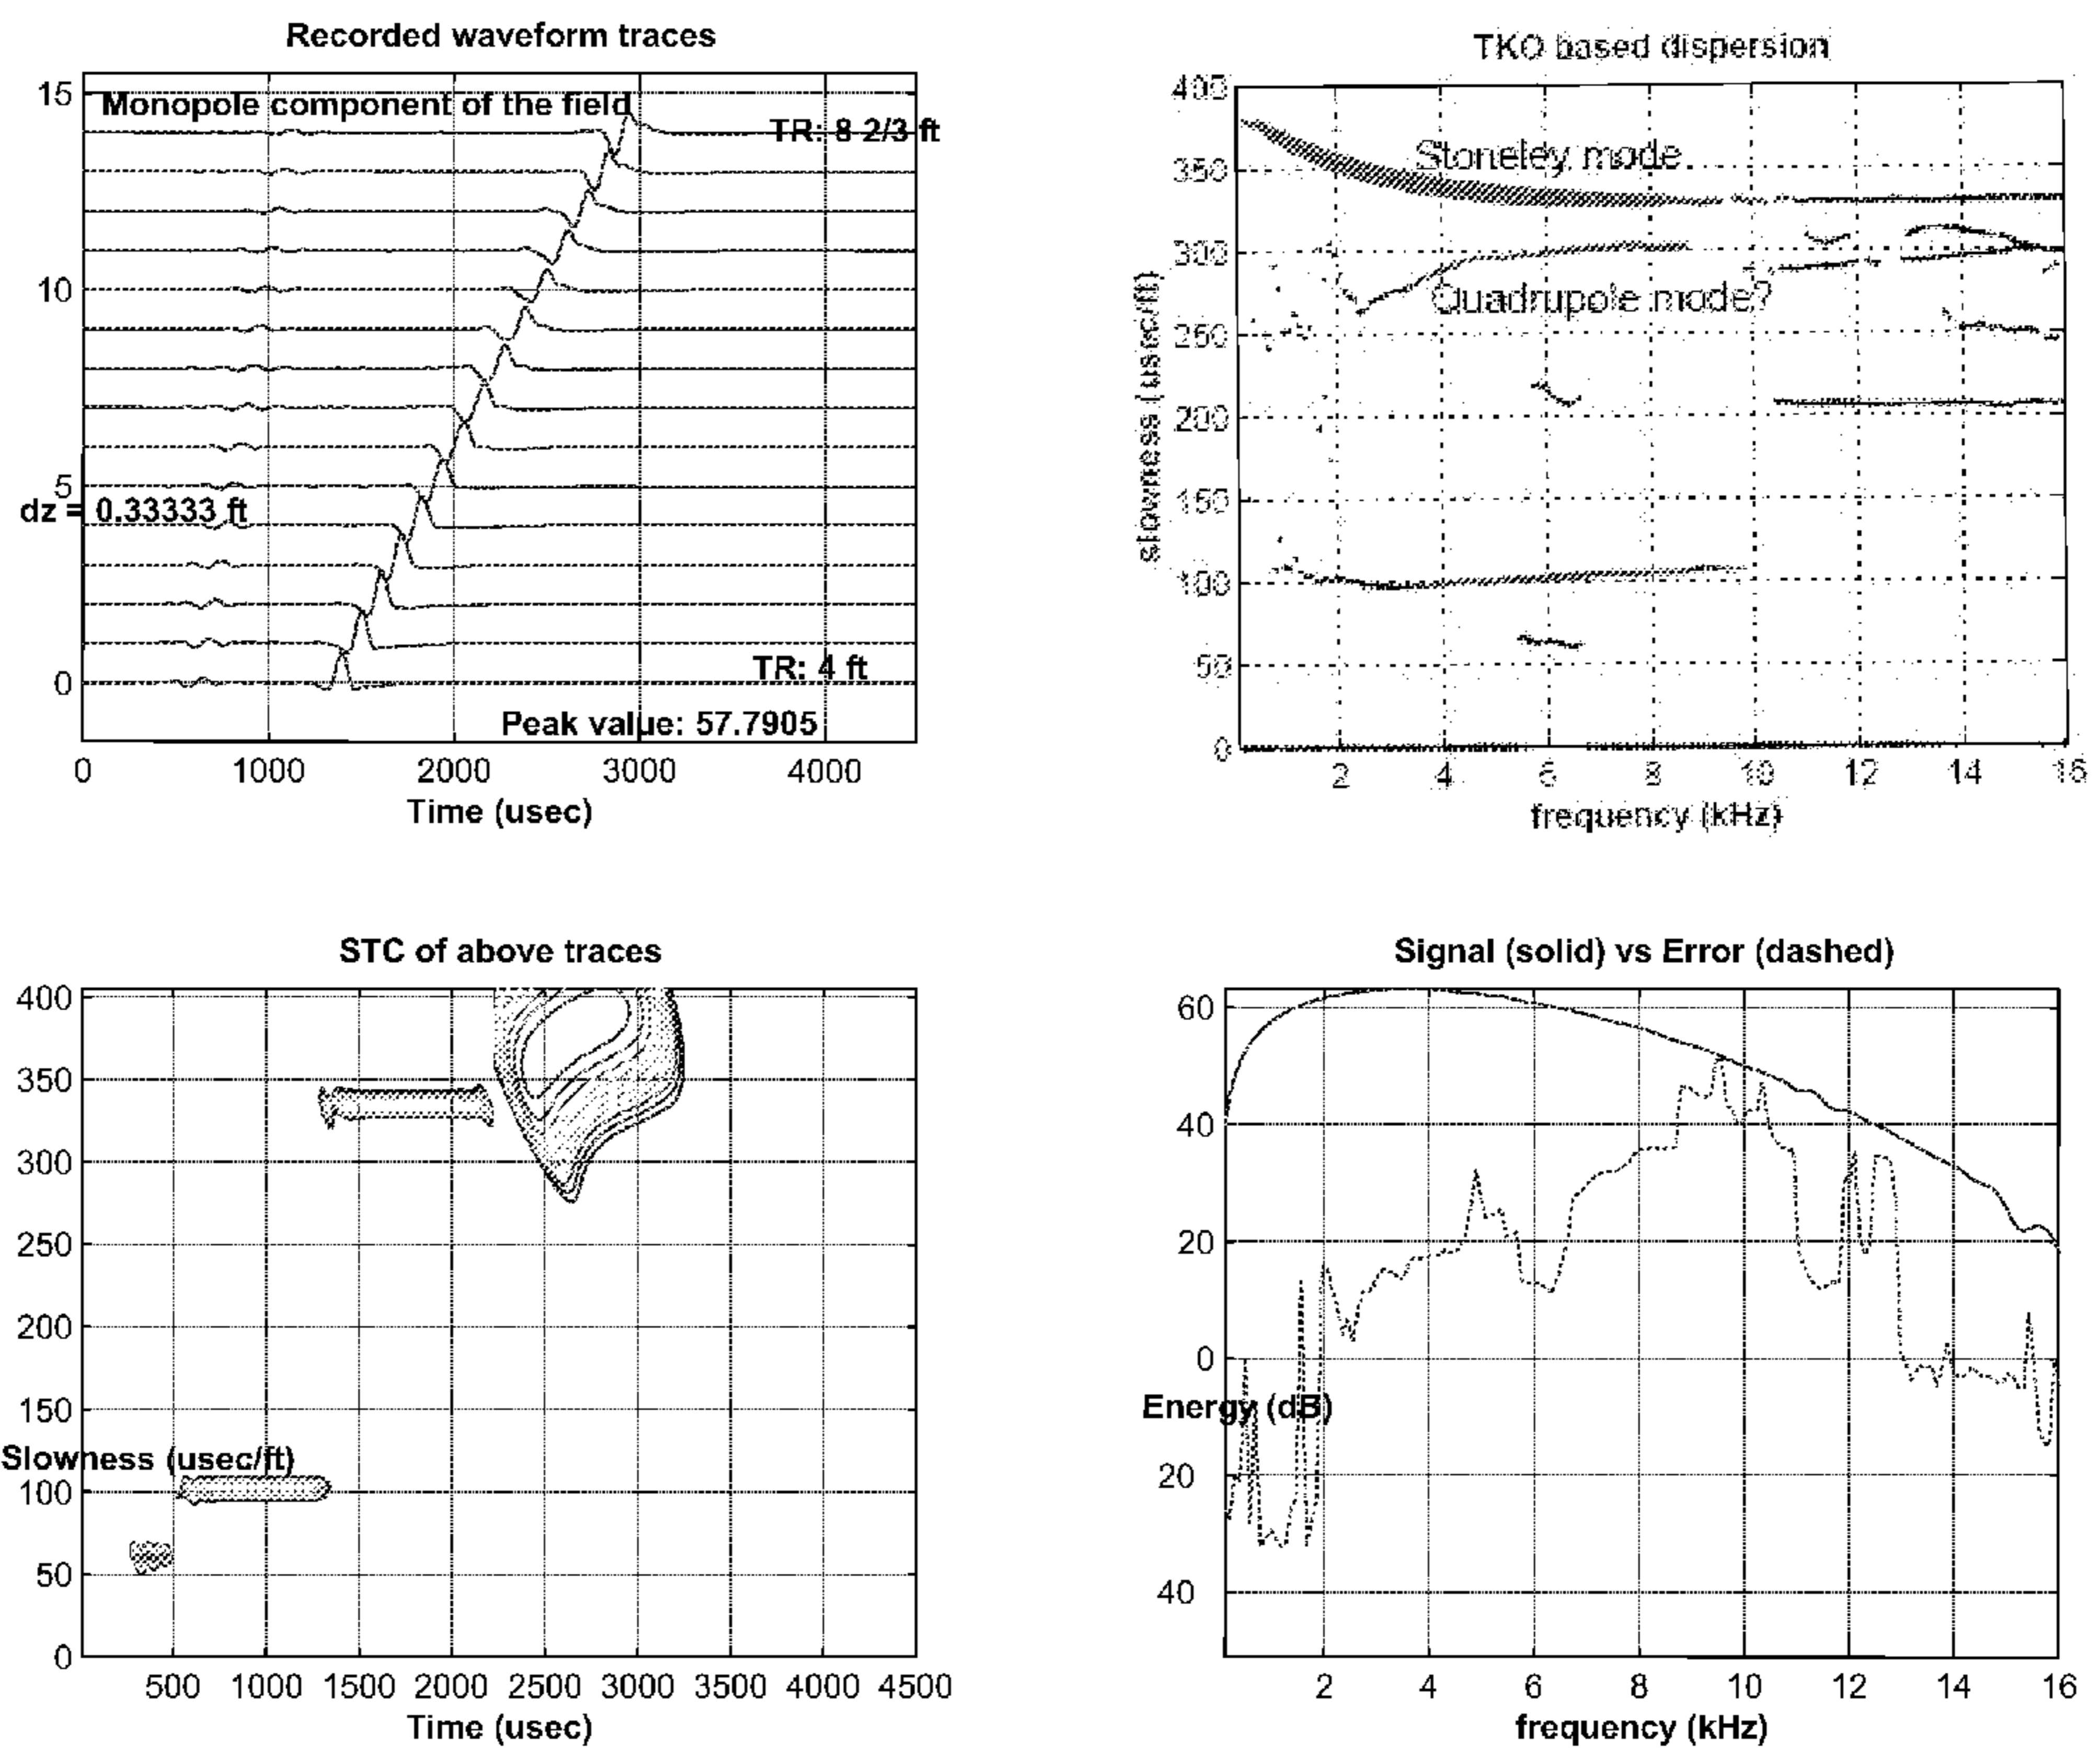 Recorded waveform traces
15
Monopole component of the field
TR: 8 2/3 ft
10
5
dz = 0.33333 ft
TR: 4 ft
0
Peak value: 57.7905
0 1000 2000 3000 4000
Time (usec)
TKO based dispersion
400
Stoneley mode
350
300
Quadrupole mode?
250
slowness (usec/ft)
200
150
100
50
0
2 4 6 8 10 12 14 16
frequency (kHz)
STC of above traces
400
350
300
250
200
150
Slowness (usec/ft)
100
50
0
500 1000 1500 2000 2500 3000 3500 4000 4500
Time (usec)
Signal (solid) vs Error (dashed)
60
40
20
0
Energy (dB)
20
40
2 4 6 8 10 12 14 16
frequency (kHz)